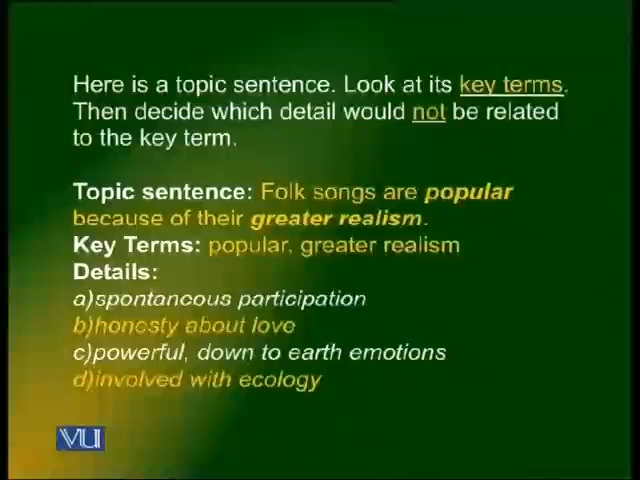 Here is a topic sentence. Look at its key terms.
Then decide which detail would not be related
to the key term.
Topic sentence: Folk songs are popular
because of their greater realism.
Key Terms: popular, greater realism
Details:
a)spontaneous participation
b)honesty about love
c)powerful, down to earth emotions
d)involved with ecology
VU